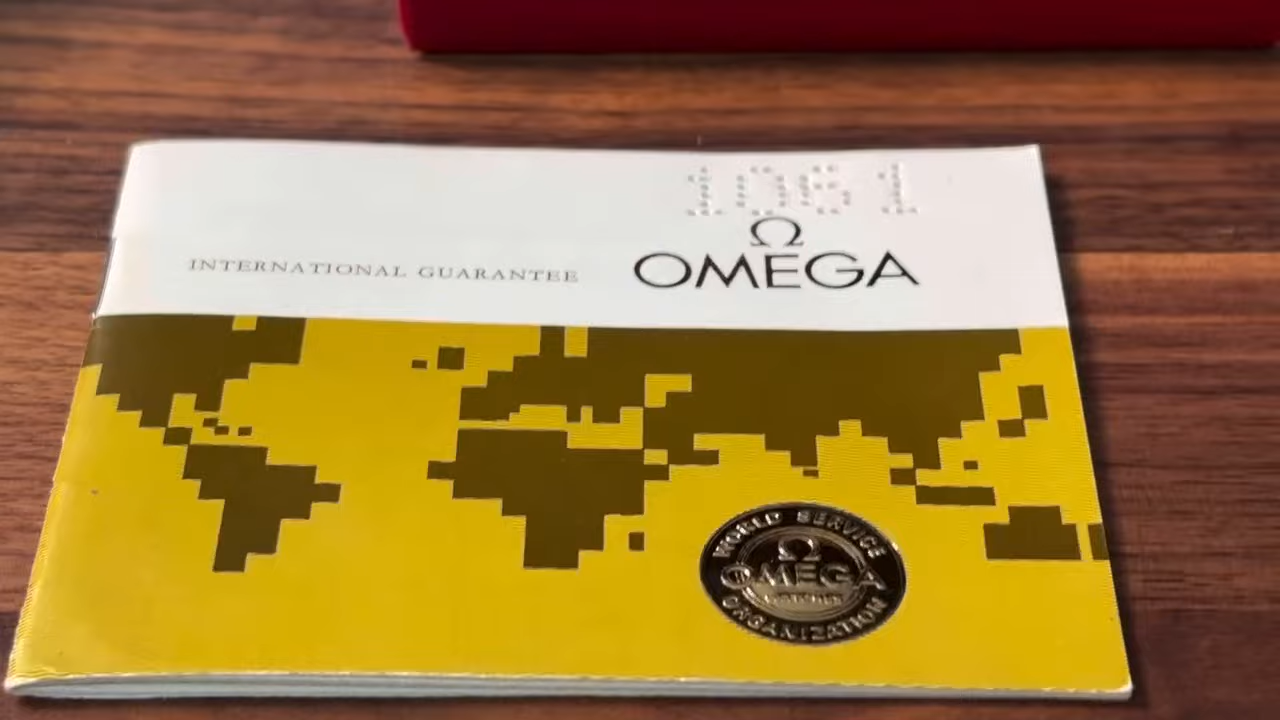 1061
Ω
INTERNATIONAL GUARANTEE
OMEGA
WORLD SERVICE
Ω
OMEGA
ORGANIZATION